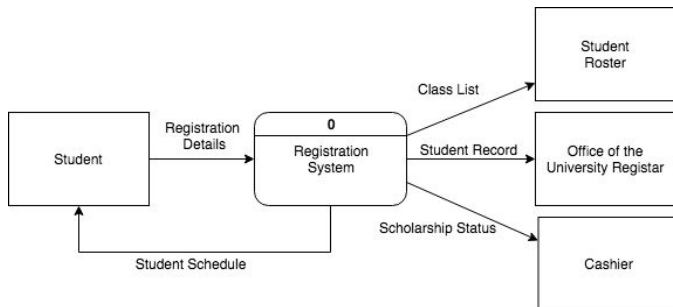 Student
Roster
Class List
0
Registration
Details
Student
Registration
System
Student Record
Office of the
University Registar
Scholarship Status
Student Schedule
Cashier